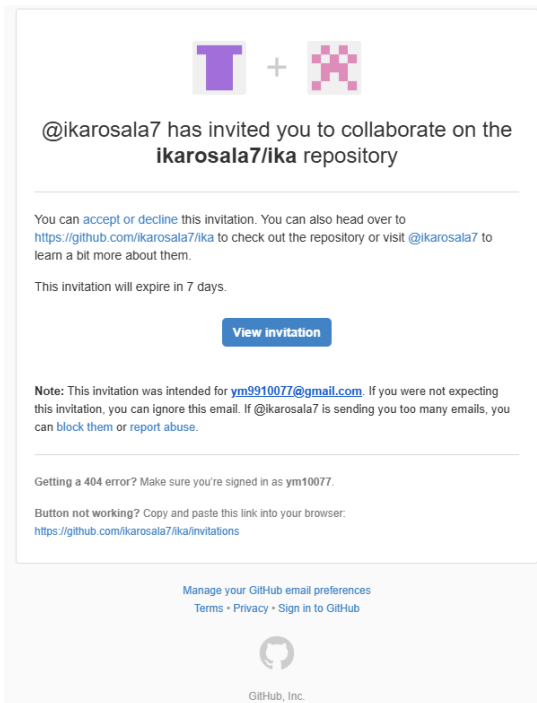 @ikarosala7 has invited you to collaborate on the
ikarosala7/ika repository
You can accept or decline this invitation. You can also head over to
https://github.com/ikarosala7/ika to check out the repository or visit @ikarosala7 to
learn a bit more about them.
This invitation will expire in 7 days.
View invitation
Note: This invitation was intended for ym9910077@gmail.com. If you were not expecting
this invitation, you can ignore this email. If @ikarosala7 is sending you too many emails, you
can block them or report abuse.
Getting a 404 error? Make sure you're signed in as ym10077.
Button not working? Copy and paste this link into your browser:
https://github.com/ikarosala7/ika/invitations
Manage your GitHub email preferences
Terms • Privacy • Sign in to GitHub
GitHub, Inc.